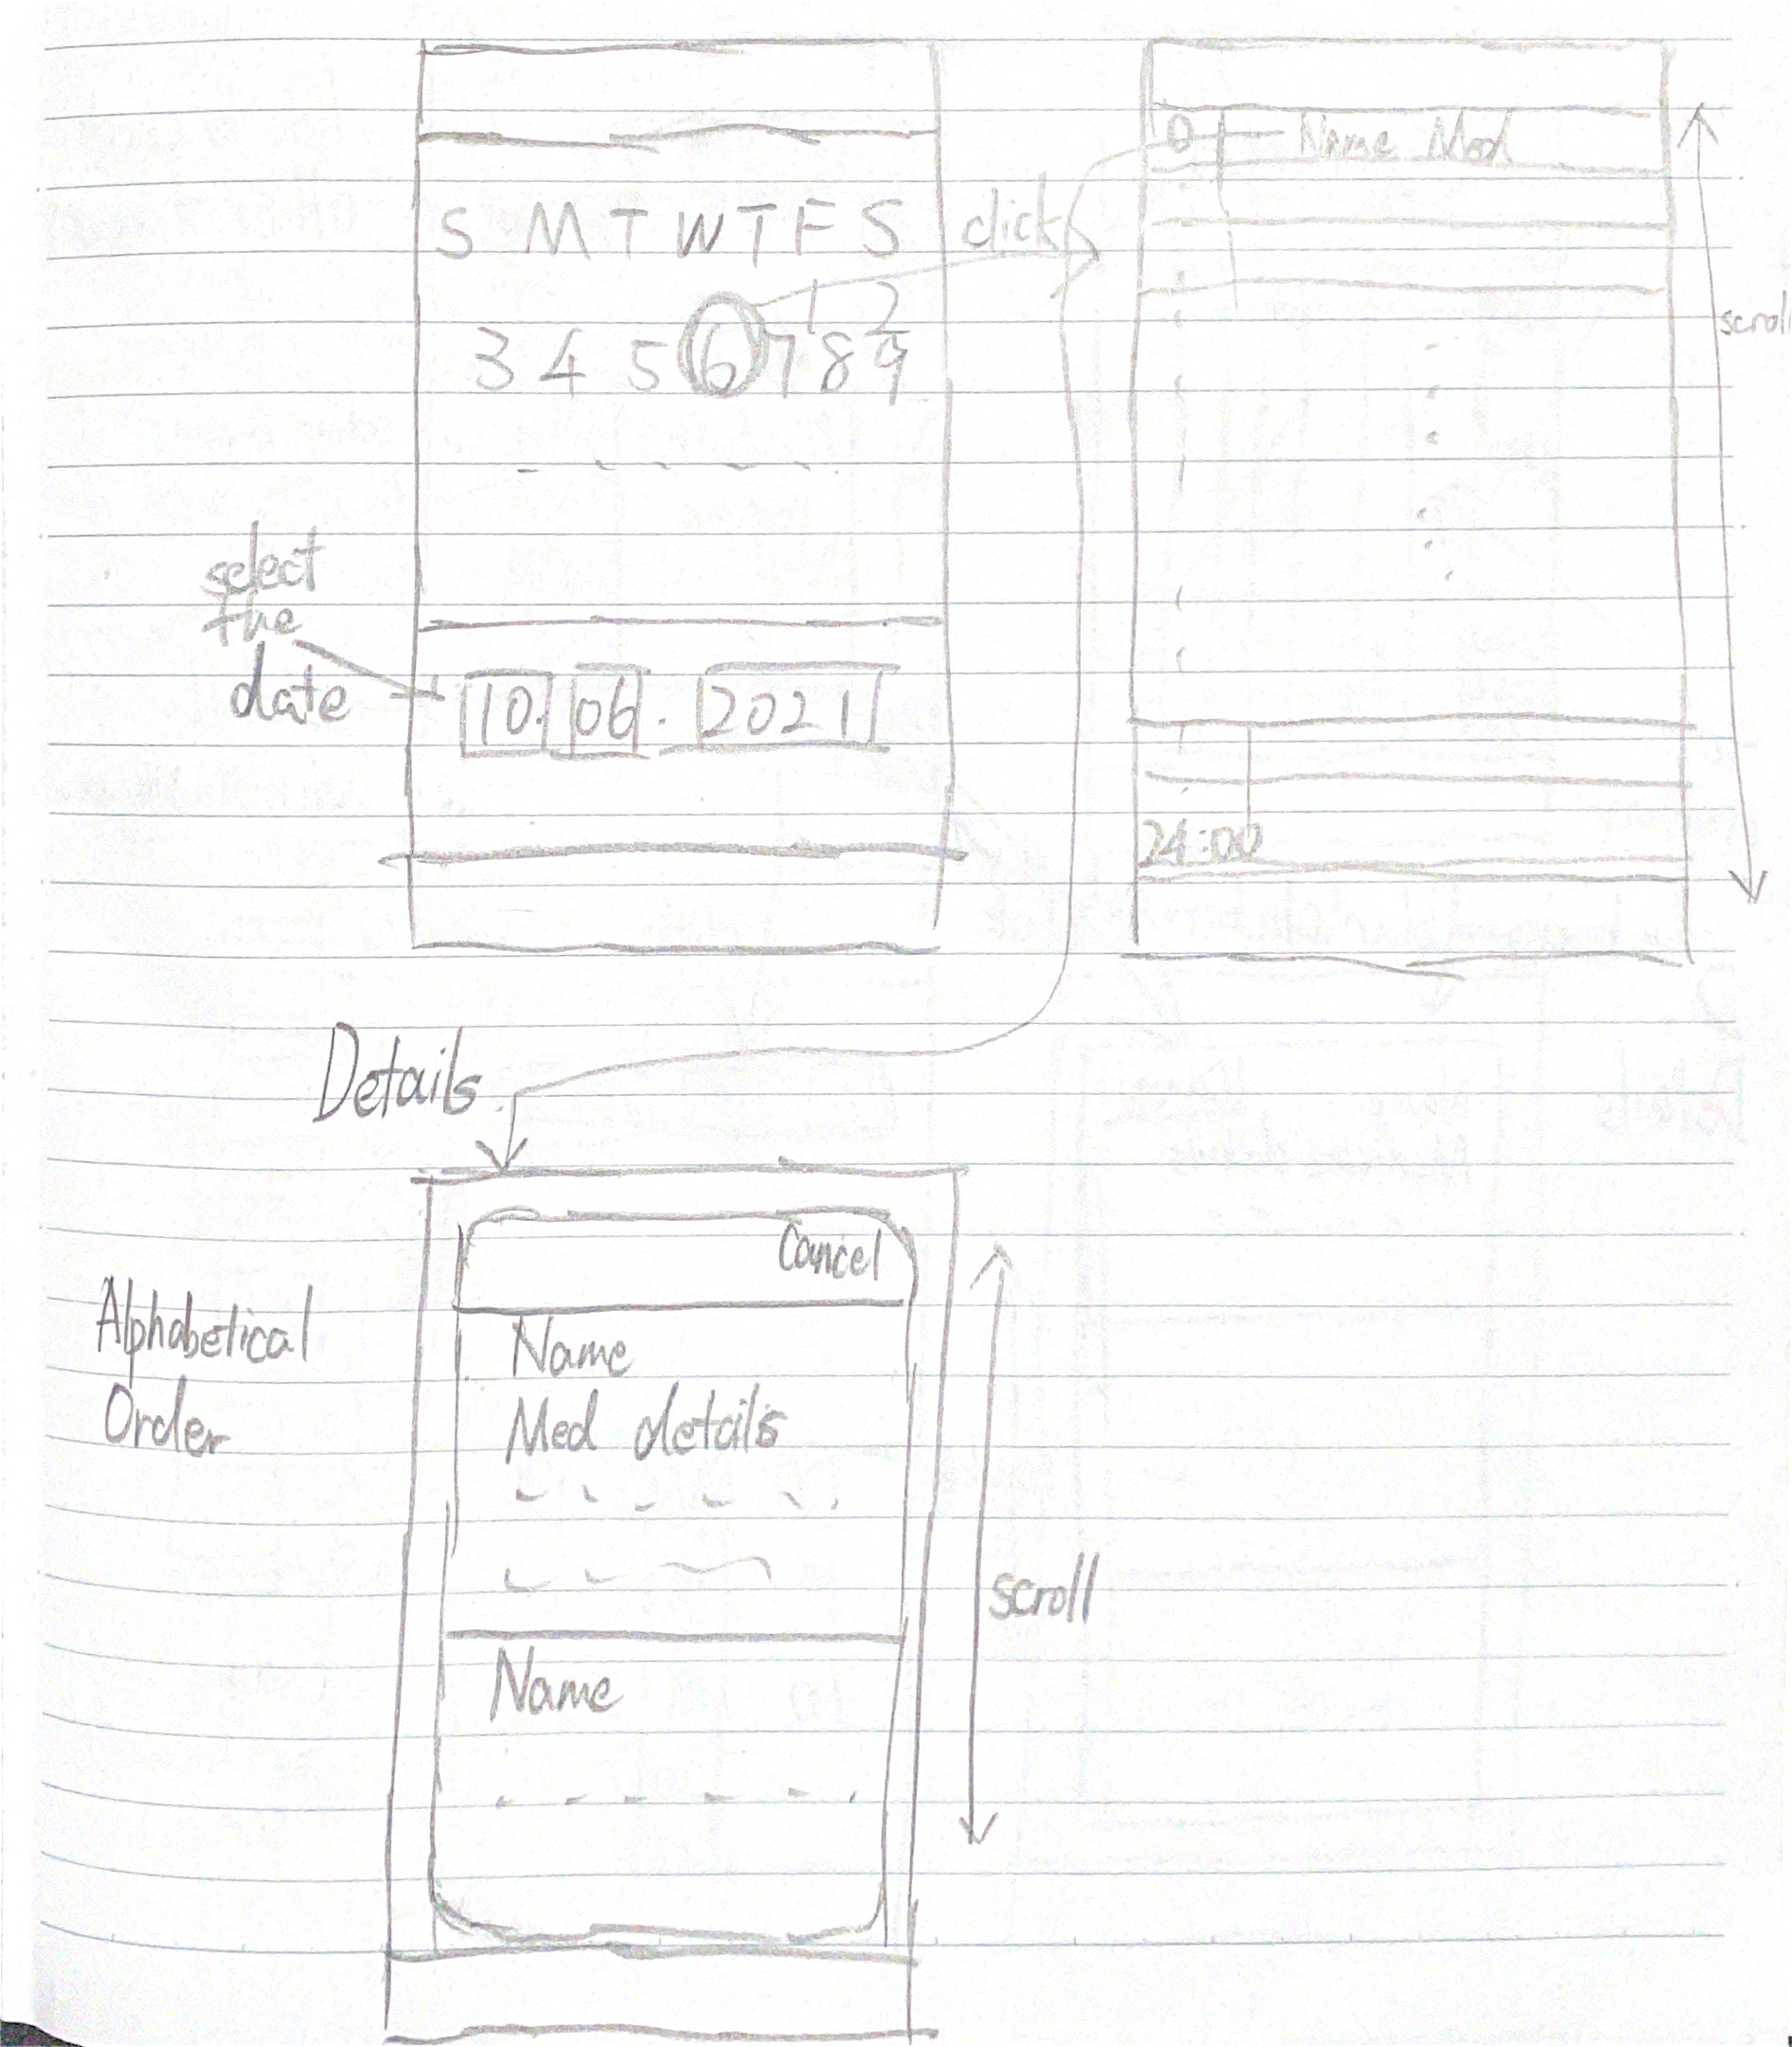 S M T W T F S
1 2
3 4 5 6 7 8 9
click
select
the
date
10. 06. 2021
0 Name Med
scroll
24:00
Details
Alphabetical
Order
Cancel
Name
Med details
Name
scroll